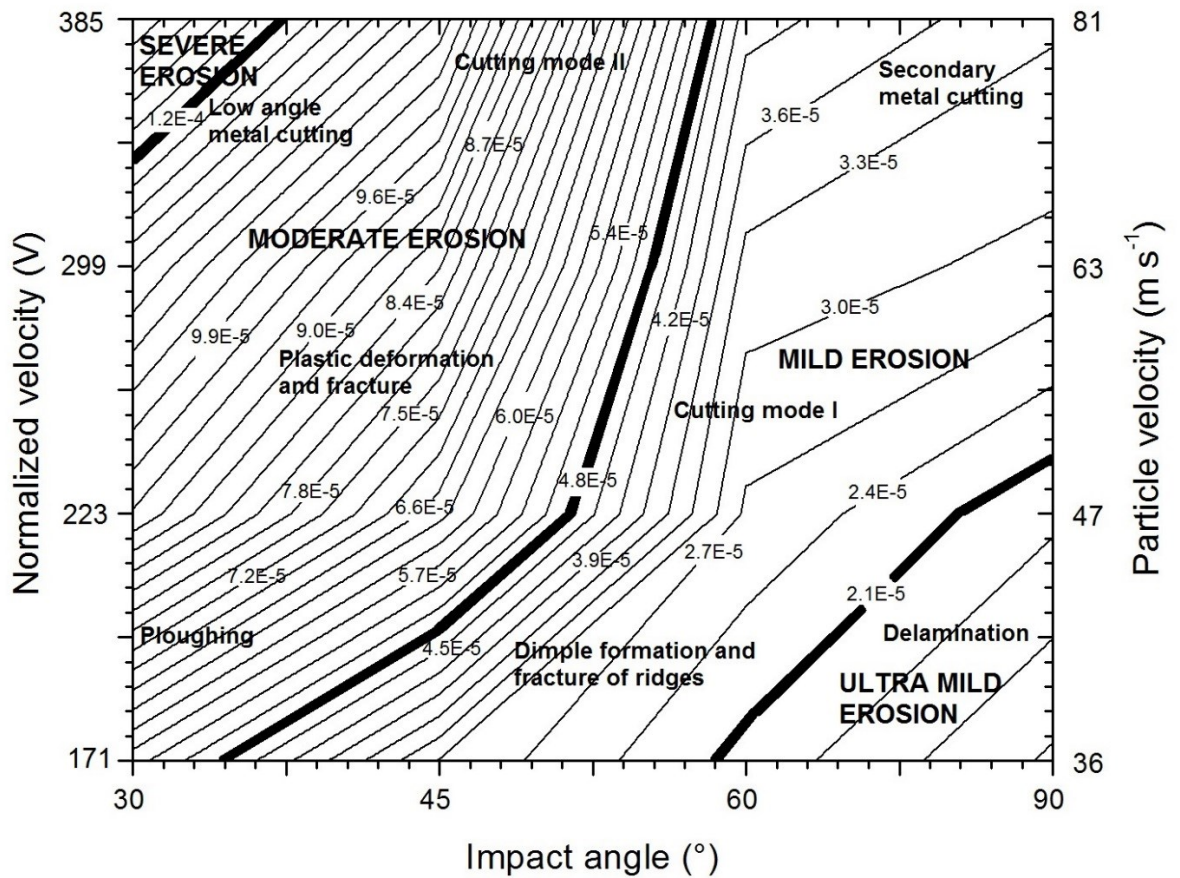 385
81
SEVERE
EROSION
Cutting mode II
Secondary
metal cutting
Low angle
metal cutting
1.2E-4
3.6E-5
8.7E-5
3.3E-5
9.6E-5
MODERATE EROSION
5.4E-5
299
63
8.4E-5
3.0E-5
4.2E-5
9.9E-5
9.0E-5
Plastic deformation
and fracture
MILD EROSION
7.5E-5
6.0E-5
Cutting mode I
4.8E-5
7.8E-5
2.4E-5
6.6E-5
223
47
3.9E-5
2.7E-5
7.2E-5
5.7E-5
2.1E-5
Ploughing
4.5E-5
Dimple formation and
fracture of ridges
Delamination
ULTRA MILD
EROSION
171
36
30
45
60
90
Impact angle (°)
Normalized velocity (V)
Particle velocity (m s⁻¹)